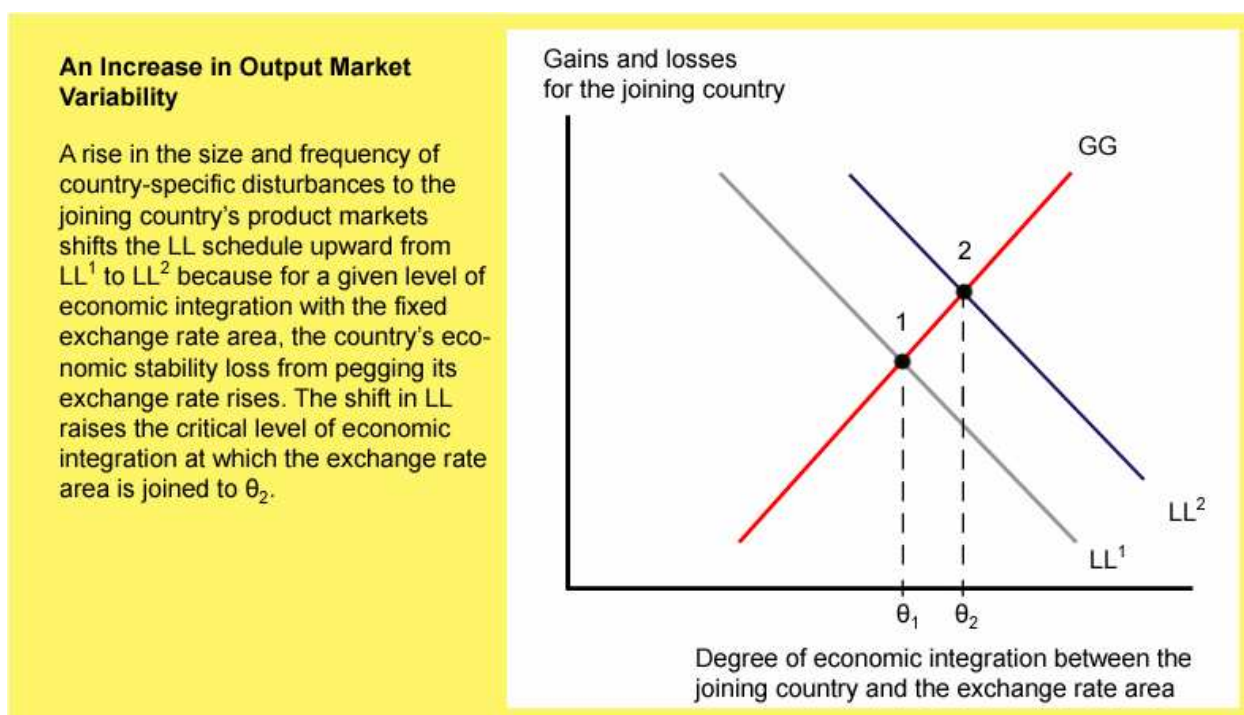 An Increase in Output Market
Variability
A rise in the size and frequency of
country-specific disturbances to the
joining country's product markets
shifts the LL schedule upward from
LL¹ to LL² because for a given level of
economic integration with the fixed
exchange rate area, the country's eco-
nomic stability loss from pegging its
exchange rate rises. The shift in LL
raises the critical level of economic
integration at which the exchange rate
area is joined to θ₂.
Gains and losses
for the joining country
GG
2
1
LL²
LL¹
θ₁ θ₂
Degree of economic integration between the
joining country and the exchange rate area